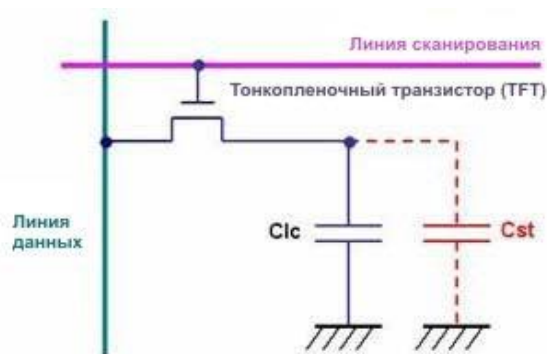 Линия сканирования
Тонкопленочный транзистор (TFT)
Линия
данных
Clc
Cst